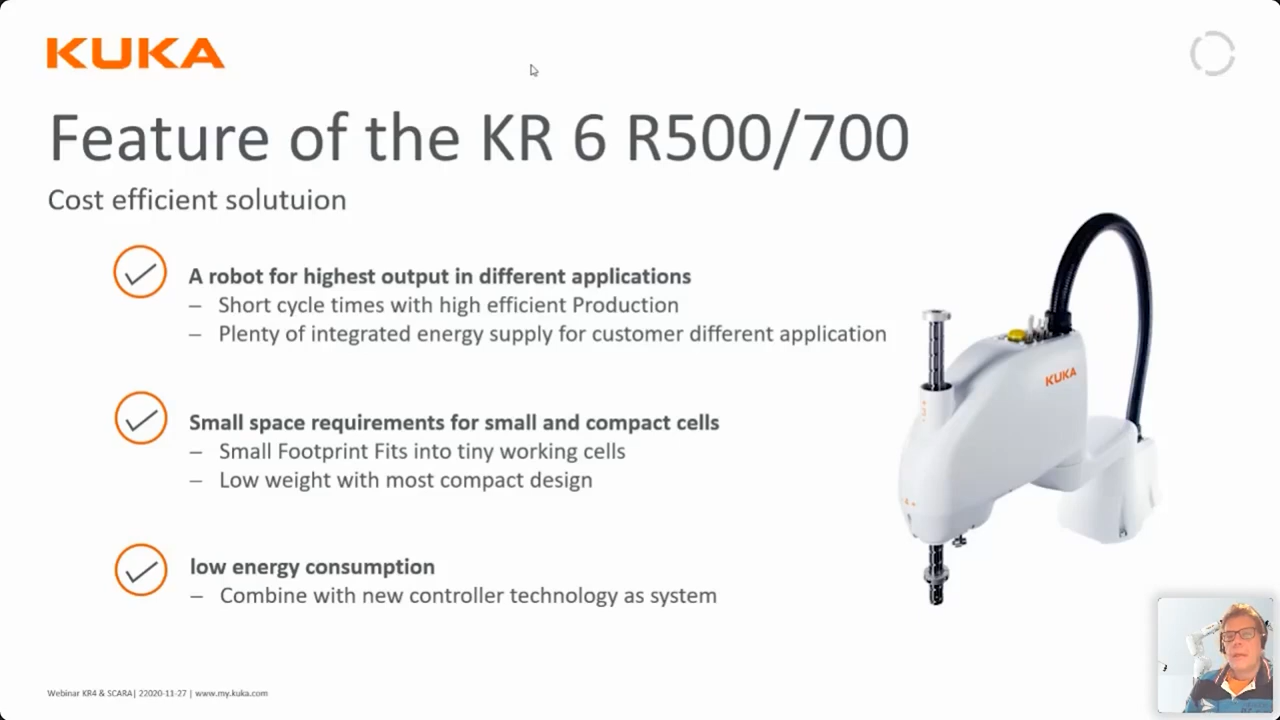 KUKA
Feature of the KR 6 R500/700
Cost efficient solutuion
A robot for highest output in different applications
– Short cycle times with high efficient Production
– Plenty of integrated energy supply for customer different application
KUKA
Small space requirements for small and compact cells
– Small Footprint Fits into tiny working cells
– Low weight with most compact design
low energy consumption
– Combine with new controller technology as system
Webinar KR4 & SCARA| 22020-11-27 | www.my.kuka.com